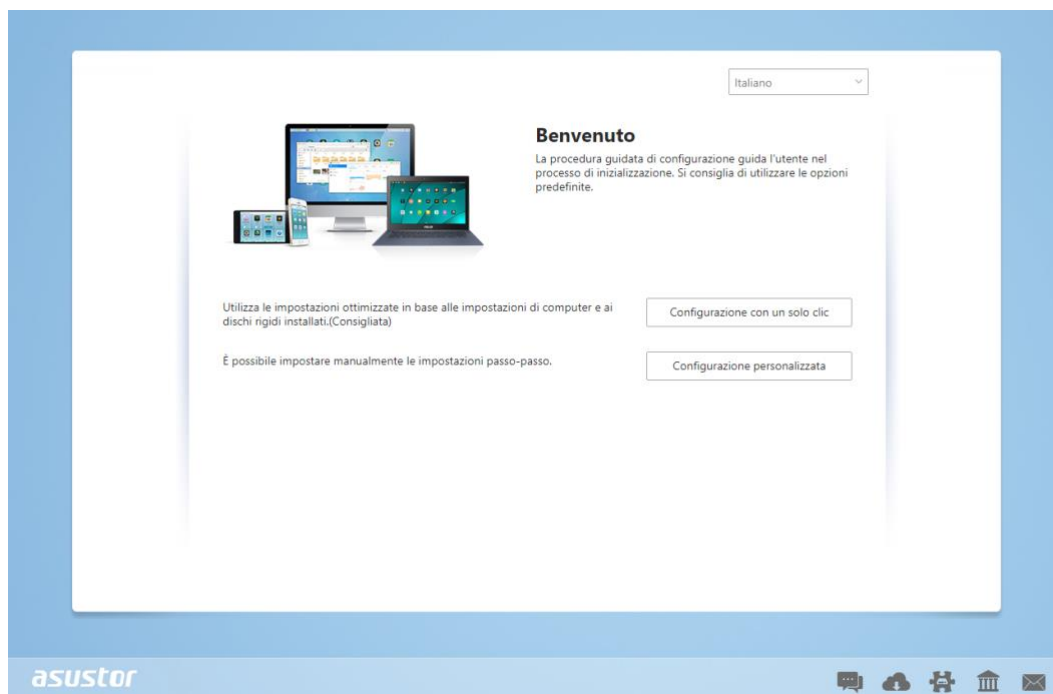 Italiano
Benvenuto
La procedura guidata di configurazione guida l'utente nel
processo di inizializzazione. Si consiglia di utilizzare le opzioni
predefinite.
Utilizza le impostazioni ottimizzate in base alle impostazioni di computer e ai
dischi rigidi installati.(Consigliata)
Configurazione con un solo clic
È possibile impostare manualmente le impostazioni passo-passo.
Configurazione personalizzata
asustor